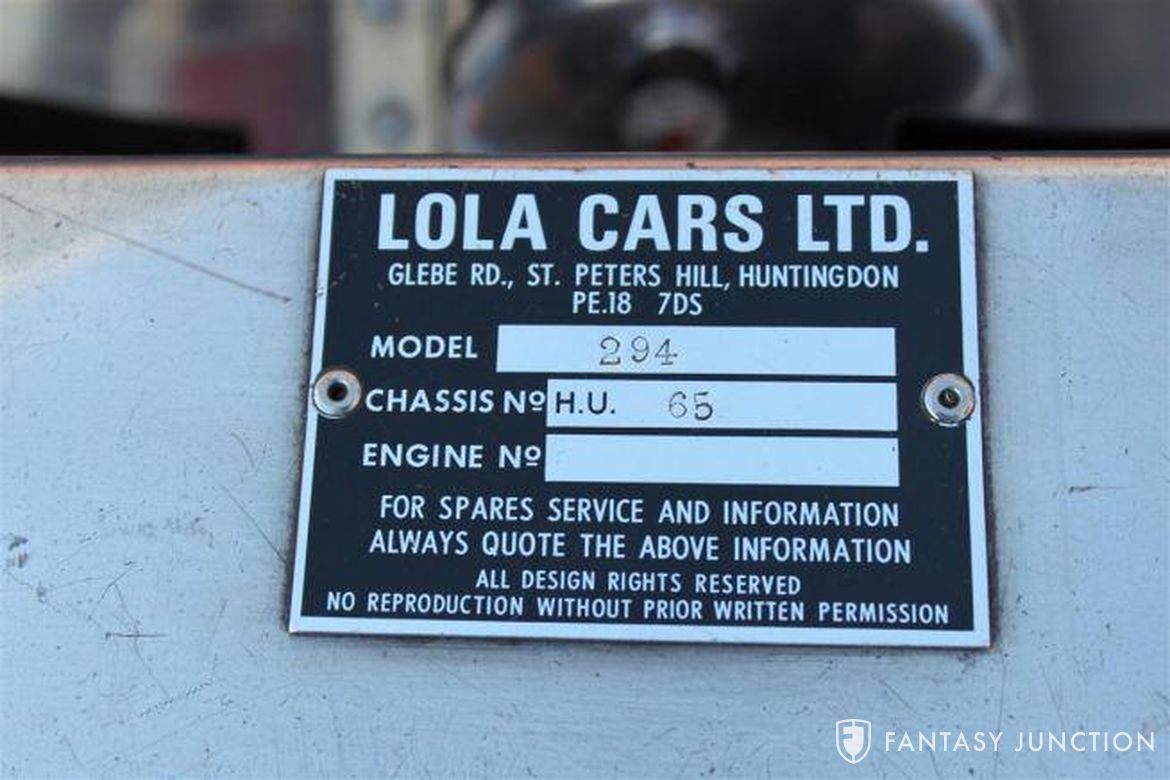 LOLA CARS LTD.
GLEBE RD., ST. PETERS HILL, HUNTINGDON
PE.18 7DS
MODEL 294
CHASSIS Nº H.U. 65
ENGINE Nº
FOR SPARES SERVICE AND INFORMATION
ALWAYS QUOTE THE ABOVE INFORMATION
ALL DESIGN RIGHTS RESERVED
NO REPRODUCTION WITHOUT PRIOR WRITTEN PERMISSION
FANTASY JUNCTION